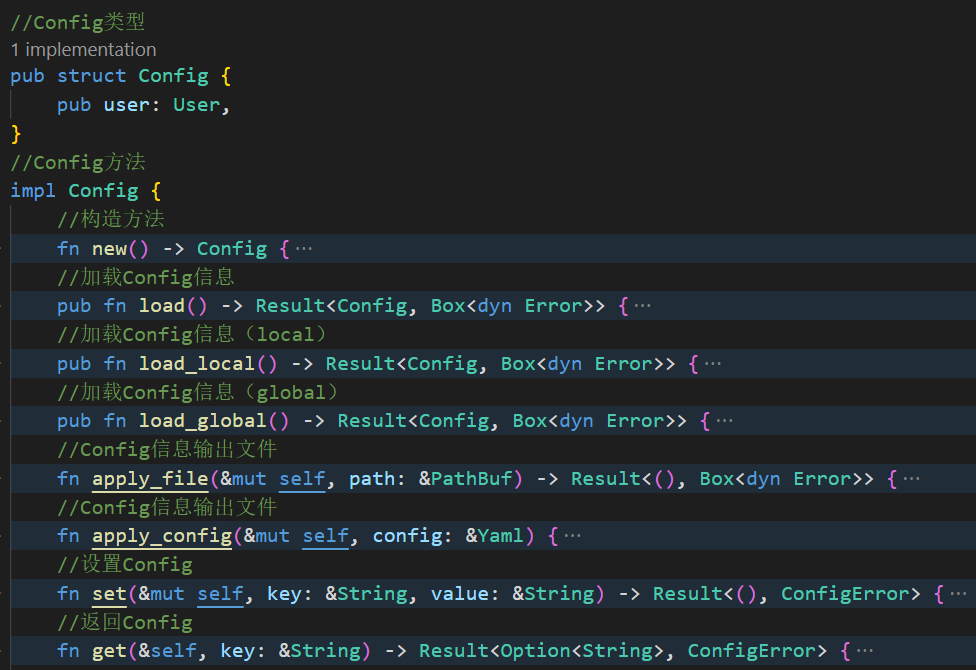 //Config类型
1 implementation
pub struct Config {
    pub user: User,
}
//Config方法
impl Config {
    //构造方法
    fn new() -> Config {⋯
    //加载Config信息
    pub fn load() -> Result<Config, Box<dyn Error>> {⋯
    //加载Config信息（local）
    pub fn load_local() -> Result<Config, Box<dyn Error>> {⋯
    //加载Config信息（global）
    pub fn load_global() -> Result<Config, Box<dyn Error>> {⋯
    //Config信息输出文件
    fn apply_file(&mut self, path: &PathBuf) -> Result<(), Box<dyn Error>> {⋯
    //Config信息输出文件
    fn apply_config(&mut self, config: &Yaml) {⋯
    //设置Config
    fn set(&mut self, key: &String, value: &String) -> Result<(), ConfigError> {⋯
    //返回Config
    fn get(&self, key: &String) -> Result<Option<String>, ConfigError> {⋯